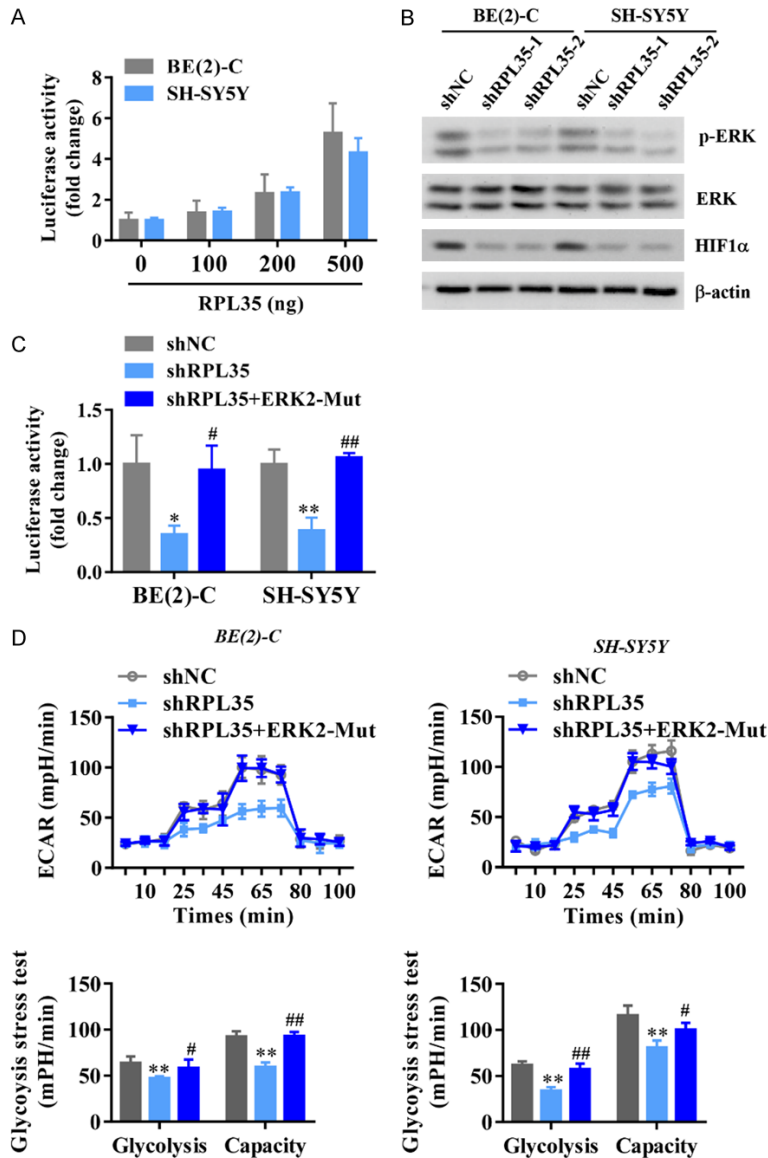 A
BE(2)-C
SH-SY5Y
Luciferase activity
(fold change)
8
6
4
2
0
0 100 200 500
RPL35 (ng)
B
BE(2)-C SH-SY5Y
shNC shRPL35-1 shRPL35-2 shNC shRPL35-1 shRPL35-2
p-ERK
ERK
HIF1α
β-actin
C
shNC
shRPL35
shRPL35+ERK2-Mut
Luciferase activity
(fold change)
1.5
1.0
0.5
0.0
# ##
* **
BE(2)-C SH-SY5Y
D
BE(2)-C
shNC
shRPL35
shRPL35+ERK2-Mut
ECAR (mpH/min)
150
100
50
0
10 25 45 65 80 100
Times (min)
SH-SY5Y
shNC
shRPL35
shRPL35+ERK2-Mut
ECAR (mpH/min)
150
100
50
0
10 25 45 65 80 100
Times (min)
Glycoysis stress test
(mPH/min)
150
100
50
0
** # ** ##
Glycolysis Capacity
Glycoysis stress test
(mPH/min)
150
100
50
0
** ## ** #
Glycolysis Capacity